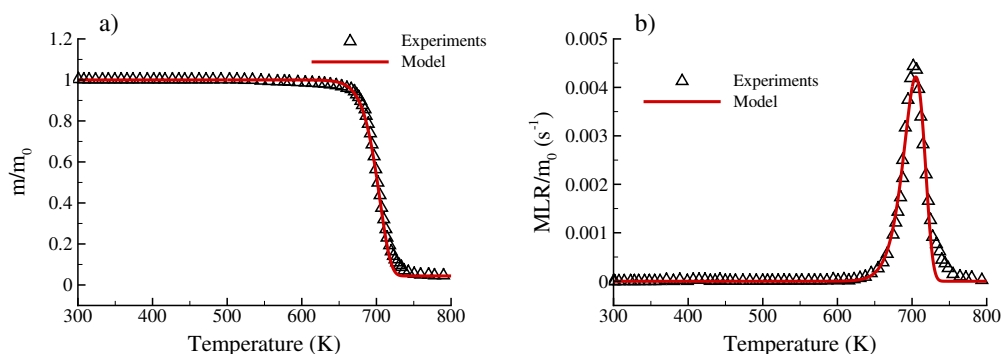 a)
1.2
1
0.8
0.6
0.4
0.2
0
m/m₀
300 400 500 600 700 800
Temperature (K)
Experiments
Model
b)
0.005
0.004
0.003
0.002
0.001
0.000
MLR/m₀ (s⁻¹)
300 400 500 600 700 800
Temperature (K)
Experiments
Model